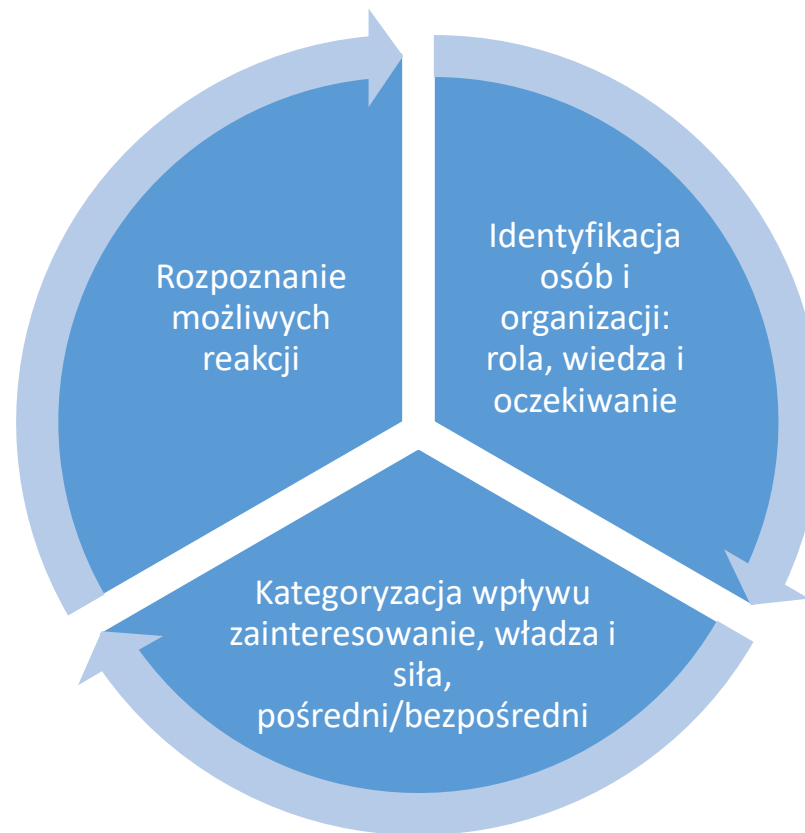 Rozpoznanie
możliwych
reakcji
Identyfikacja
osób i
organizacji:
rola, wiedza i
oczekiwanie
Kategoryzacja wpływu
zainteresowanie, władza i
siła,
pośredni/bezpośredni